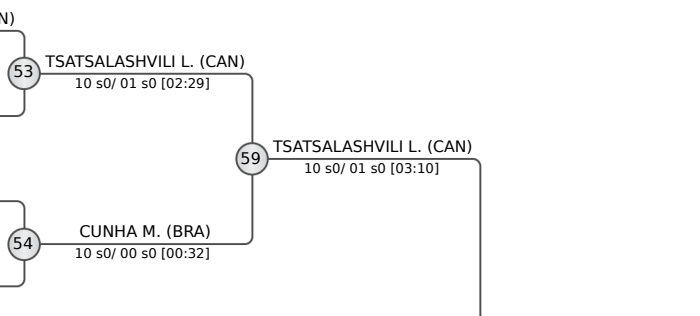 N)
53
TSATSALASHVILI L. (CAN)
10 s0/ 01 s0 [02:29]
59
TSATSALASHVILI L. (CAN)
10 s0/ 01 s0 [03:10]
54
CUNHA M. (BRA)
10 s0/ 00 s0 [00:32]